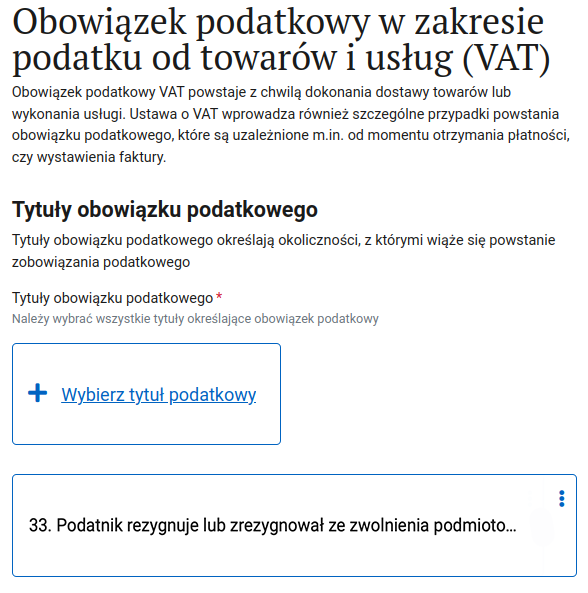 Obowiązek podatkowy w zakresie
podatku od towarów i usług (VAT)
Obowiązek podatkowy VAT powstaje z chwilą dokonania dostawy towarów lub
wykonania usługi. Ustawa o VAT wprowadza również szczególne przypadki powstania
obowiązku podatkowego, które są uzależnione m.in. od momentu otrzymania płatności,
czy wystawienia faktury.
Tytuły obowiązku podatkowego
Tytuły obowiązku podatkowego określają okoliczności, z którymi wiąże się powstanie
zobowiązania podatkowego
Tytuły obowiązku podatkowego *
Należy wybrać wszystkie tytuły określające obowiązek podatkowy
Wybierz tytuł podatkowy
33. Podatnik rezygnuje lub zrezygnował ze zwolnienia podmioto...